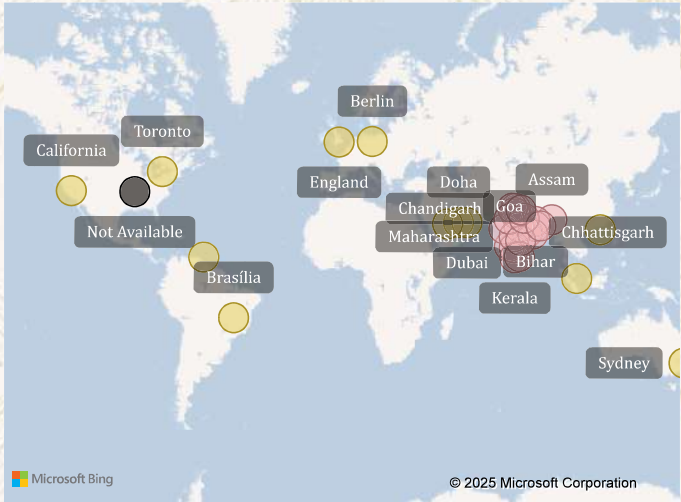 Berlin
Toronto
California
England
Doha
Assam
Chandigarh
Goa
Not Available
Maharashtra
Chhattisgarh
Dubai
Bihar
Brasília
Kerala
Sydney
Microsoft Bing
© 2025 Microsoft Corporation